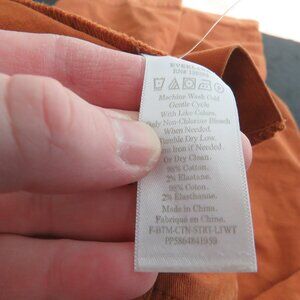 EVERLANE
Machine Wash Cold
Gentle Cycle
With Like Colors.
Only Non-Chlorine Bleach
When Needed.
Tumble Dry Low.
Iron if Needed.
Or Dry Clean.
98% Cotton.
2% Elastane.
98% Coton.
2% Elasthanne.
Made in China.
Fabriqué en Chine.
F-BTM-CTN-STRT-LTWT